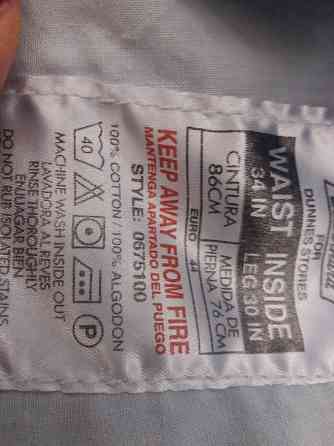 FOR
DUNNES STORES
WAIST INSIDE
34 IN LEG 30 IN
CINTURA MEDIDA DE
86CM PIERNA 76 CM
EURO 44
KEEP AWAY FROM FIRE
MANTENGA APARTADO DEL FUEGO
STYLE: 0675100
100% COTTON / 100% ALGODON
40 P
MACHINE WASH INSIDE OUT
LAVADORA AL REVES
RINSE THOROUGHLY
ENJUAGAR BIEN
DO NOT RUB ISOLATED STAINS